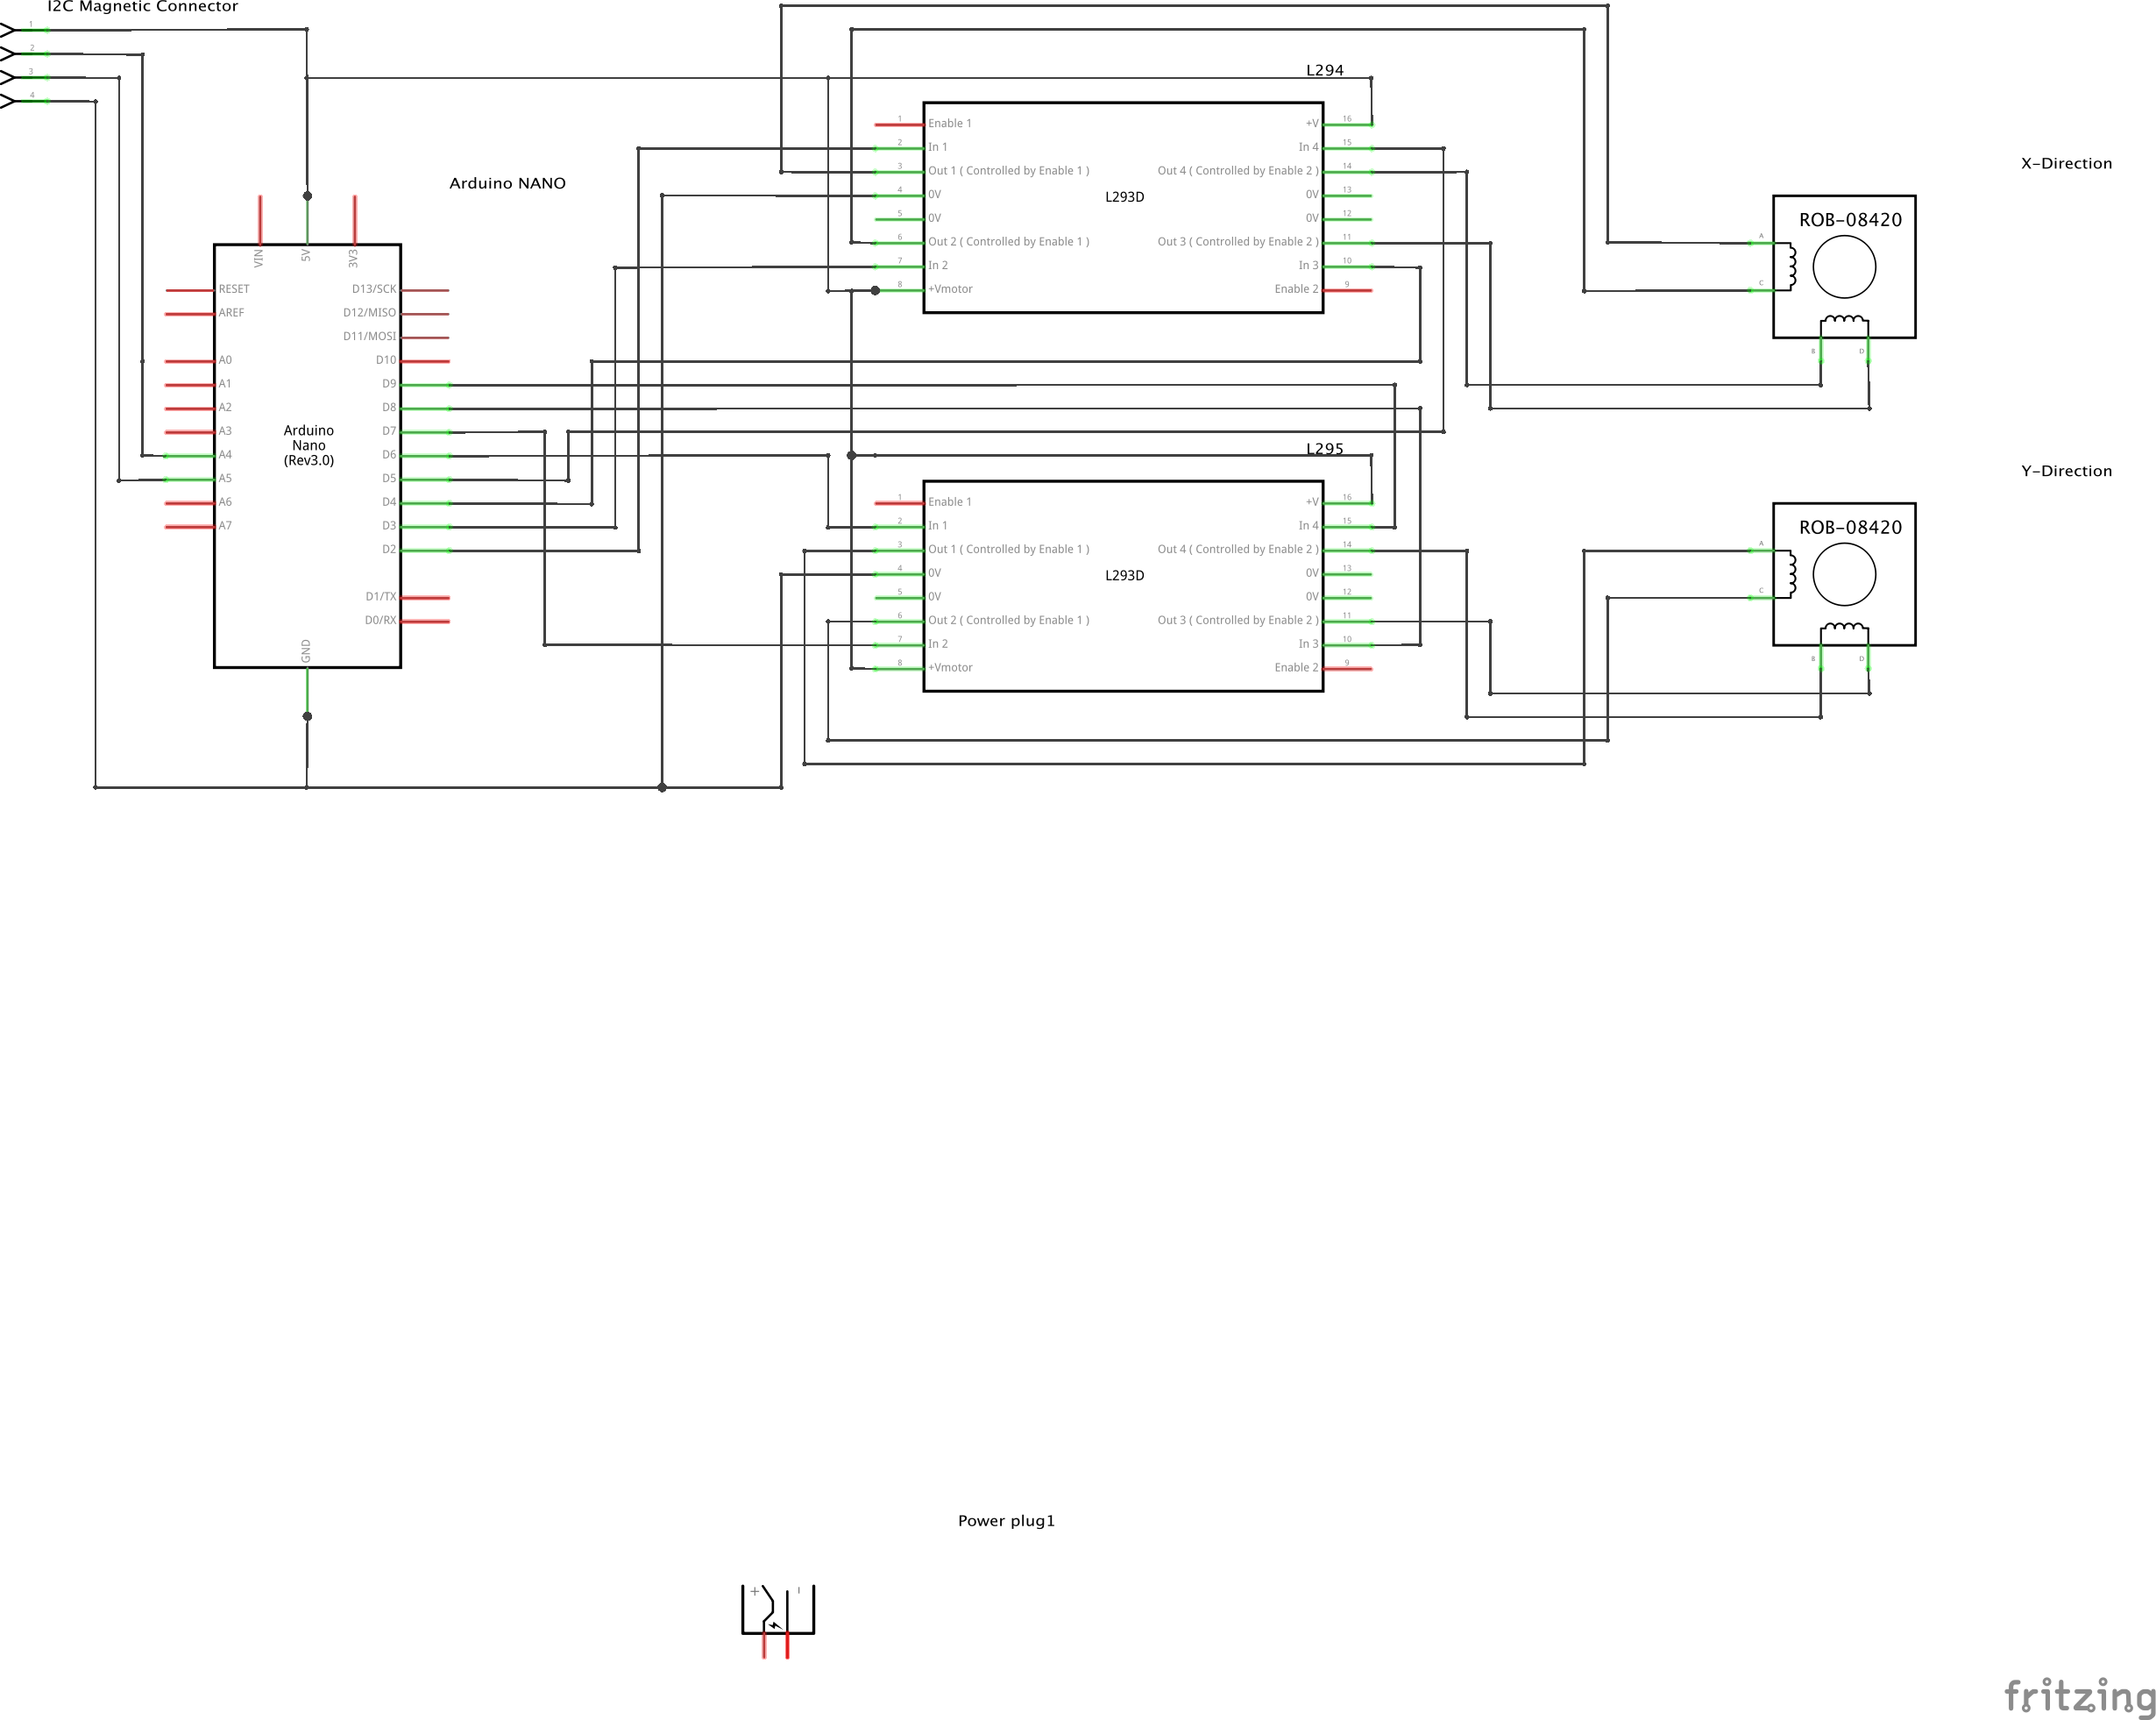 I2C Magnetic Connector
1
2
3
4
Arduino NANO
VIN
5V
3V3
RESET
AREF
A0
A1
A2
A3
A4
A5
A6
A7
Arduino
Nano
(Rev3.0)
D13/SCK
D12/MISO
D11/MOSI
D10
D9
D8
D7
D6
D5
D4
D3
D2
D1/TX
D0/RX
GND
L294
1 Enable 1
2 In 1
3 Out 1 ( Controlled by Enable 1 )
4 0V
5 0V
6 Out 2 ( Controlled by Enable 1 )
7 In 2
8 +Vmotor
L293D
+V 16
In 4 15
Out 4 ( Controlled by Enable 2 ) 14
0V 13
0V 12
Out 3 ( Controlled by Enable 2 ) 11
In 3 10
Enable 2 9
X-Direction
ROB-08420
A
C
B
D
L295
1 Enable 1
2 In 1
3 Out 1 ( Controlled by Enable 1 )
4 0V
5 0V
6 Out 2 ( Controlled by Enable 1 )
7 In 2
8 +Vmotor
L293D
+V 16
In 4 15
Out 4 ( Controlled by Enable 2 ) 14
0V 13
0V 12
Out 3 ( Controlled by Enable 2 ) 11
In 3 10
Enable 2 9
Y-Direction
ROB-08420
A
C
B
D
Power plug1
+ -
fritzing